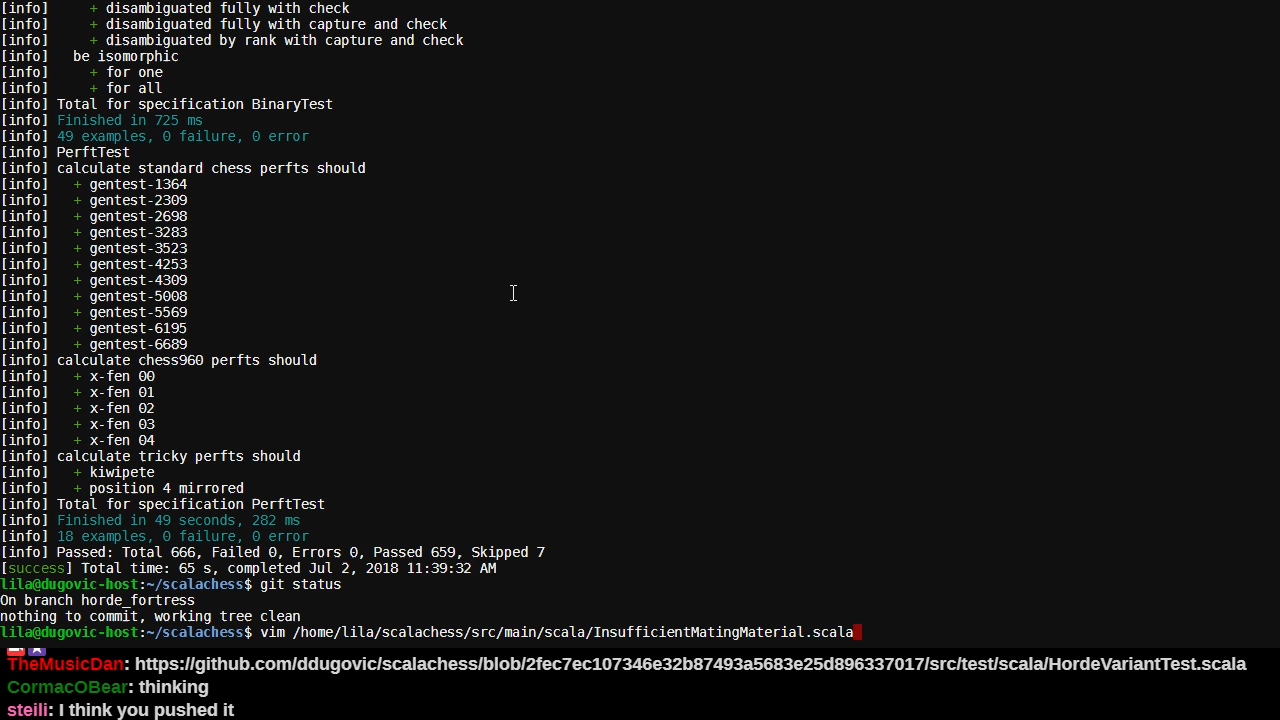 [info]     + disambiguated fully with check
[info]     + disambiguated fully with capture and check
[info]     + disambiguated by rank with capture and check
[info]   be isomorphic
[info]     + for one
[info]     + for all
[info] Total for specification BinaryTest
[info] Finished in 725 ms
[info] 49 examples, 0 failure, 0 error
[info] PerftTest
[info] calculate standard chess perfts should
[info]   + gentest-1364
[info]   + gentest-2309
[info]   + gentest-2698
[info]   + gentest-3283
[info]   + gentest-3523
[info]   + gentest-4253
[info]   + gentest-4309
[info]   + gentest-5008
[info]   + gentest-5569
[info]   + gentest-6195
[info]   + gentest-6689
[info] calculate chess960 perfts should
[info]   + x-fen 00
[info]   + x-fen 01
[info]   + x-fen 02
[info]   + x-fen 03
[info]   + x-fen 04
[info] calculate tricky perfts should
[info]   + kiwipete
[info]   + position 4 mirrored
[info] Total for specification PerftTest
[info] Finished in 49 seconds, 282 ms
[info] 18 examples, 0 failure, 0 error
[info] Passed: Total 666, Failed 0, Errors 0, Passed 659, Skipped 7
[success] Total time: 65 s, completed Jul 2, 2018 11:39:32 AM
lila@dugovic-host:~/scalachess$ git status
On branch horde_fortress
nothing to commit, working tree clean
lila@dugovic-host:~/scalachess$ vim /home/lila/scalachess/src/main/scala/InsufficientMatingMaterial.scala
TheMusicDan: https://github.com/ddugovic/scalachess/blob/2fec7ec107346e32b87493a5683e25d896337017/src/test/scala/HordeVariantTest.scala
CormacOBear: thinking
steili: I think you pushed it